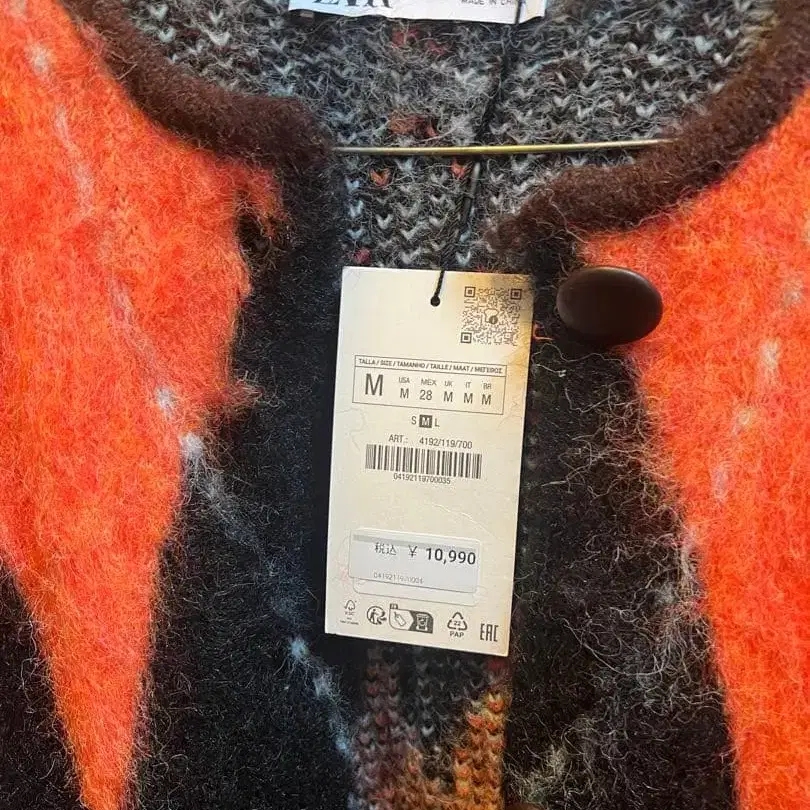 MADE IN
TALLA / SIZE / TAMANHO / TAILLE / MAAT / ΜΕΓΕΘΟΣ
M
USA MEX UK IT BR
M 28 M M M
S M L
ART.: 4192/119/700
04192119700035
税込 ¥ 10,990
PAP
EAC